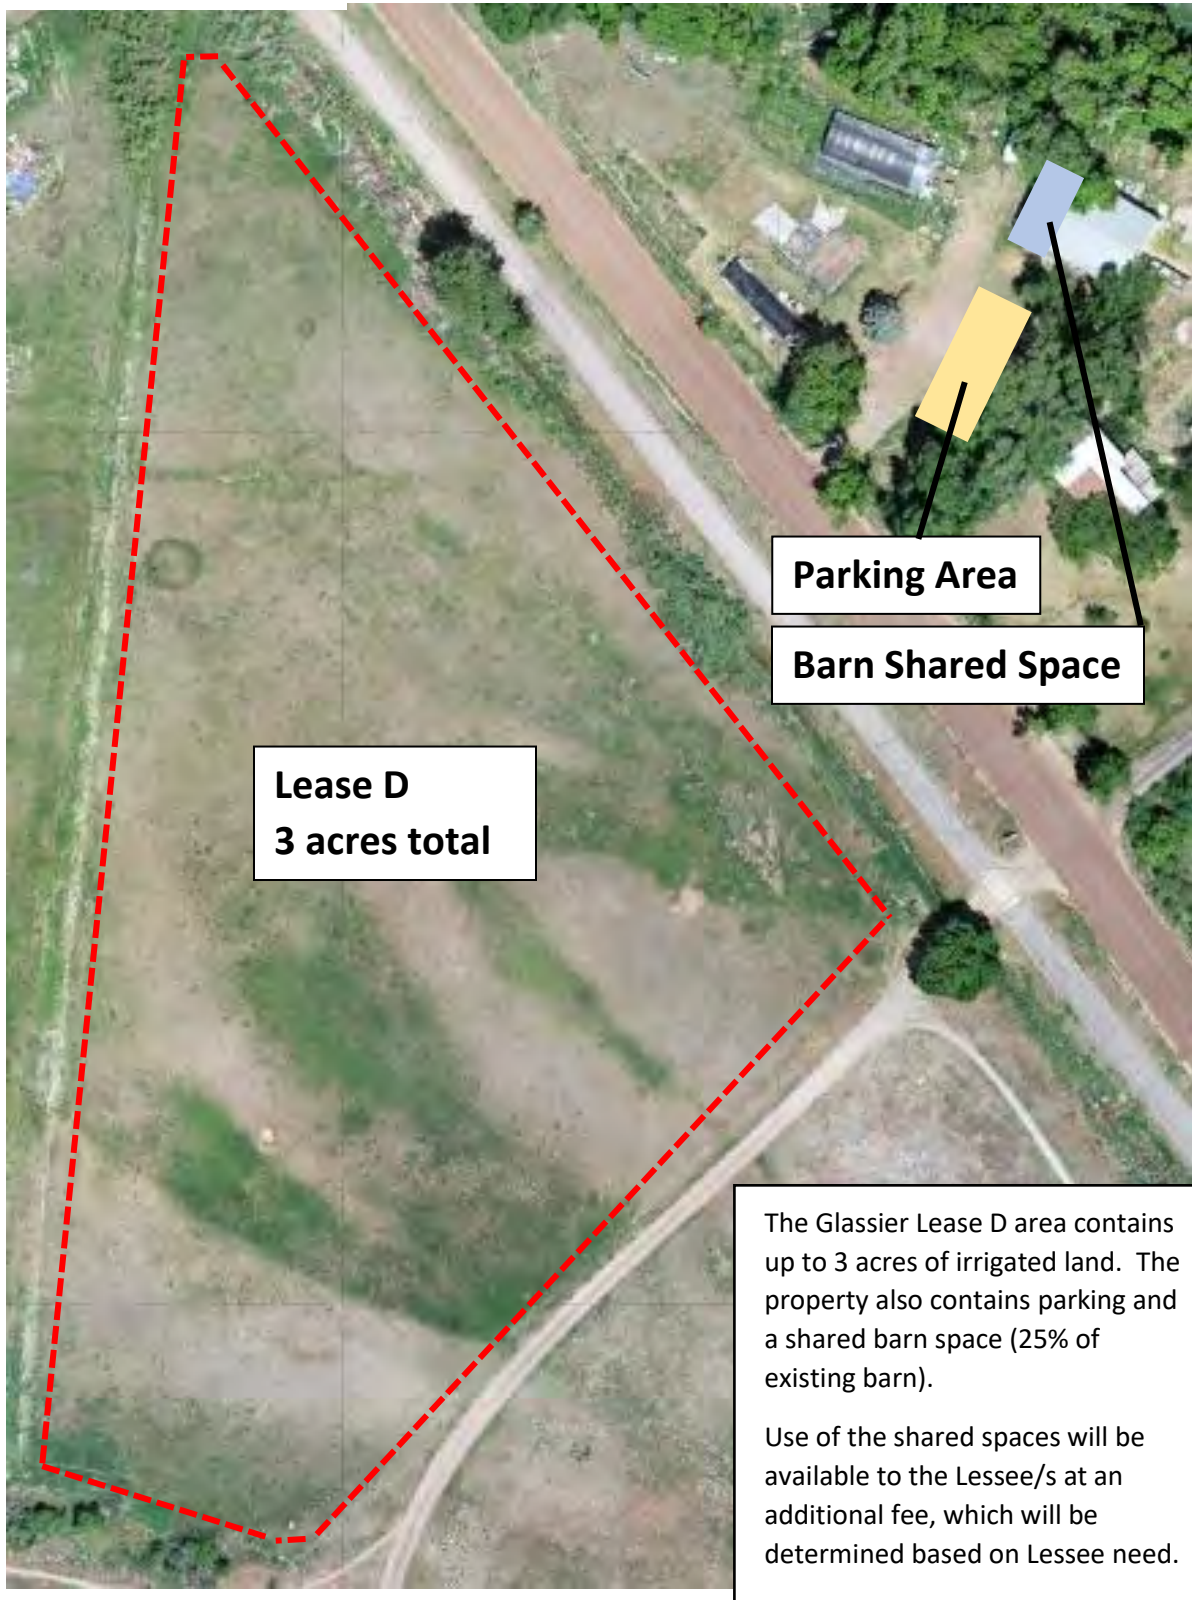 Parking Area
Barn Shared Space
Lease D
3 acres total
The Glassier Lease D area contains
up to 3 acres of irrigated land.  The
property also contains parking and
a shared barn space (25% of
existing barn).
Use of the shared spaces will be
available to the Lessee/s at an
additional fee, which will be
determined based on Lessee need.